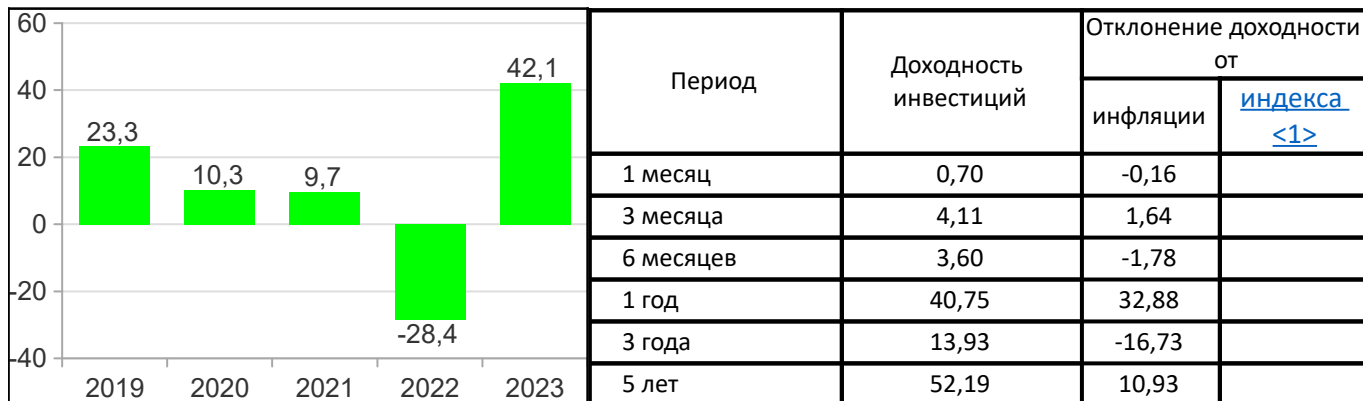 60
40
20
0
-20
-40
23,3
10,3
9,7
-28,4
42,1
2019 2020 2021 2022 2023
Период
Доходность
инвестиций
Отклонение доходности
от
инфляции
индекса
<1>
1 месяц 0,70 -0,16
3 месяца 4,11 1,64
6 месяцев 3,60 -1,78
1 год 40,75 32,88
3 года 13,93 -16,73
5 лет 52,19 10,93